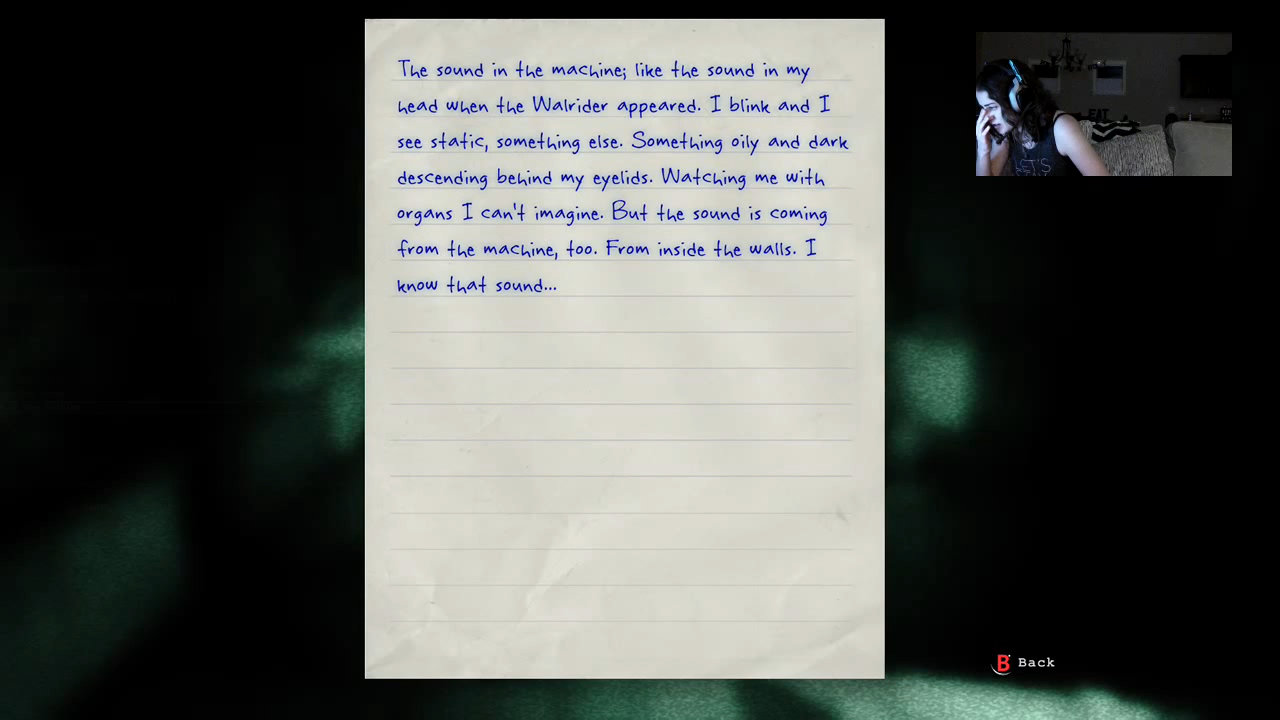 The sound in the machine; like the sound in my
head when the Walrider appeared. I blink and I
see static, something else. Something oily and dark
descending behind my eyelids. Watching me with
organs I can't imagine. But the sound is coming
from the machine, too. From inside the walls. I
know that sound...
EAT
LET'S
B Back